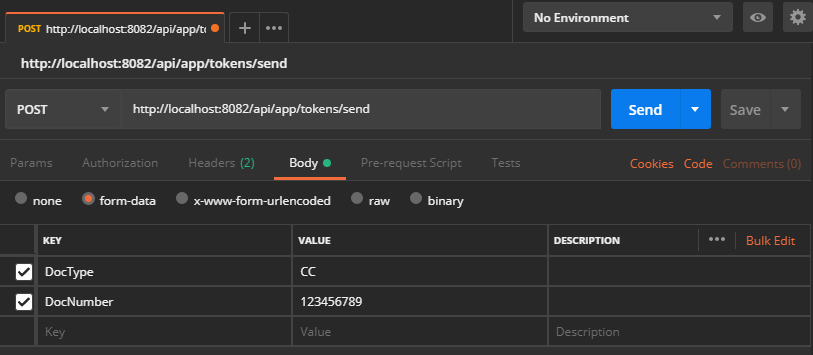 POST http://localhost:8082/api/app/t No Environment
http://localhost:8082/api/app/tokens/send
POST http://localhost:8082/api/app/tokens/send Send Save
Params Authorization Headers (2) Body Pre-request Script Tests Cookies Code Comments (0)
none form-data x-www-form-urlencoded raw binary
KEY VALUE DESCRIPTION Bulk Edit
DocType CC
DocNumber 123456789
Key Value Description